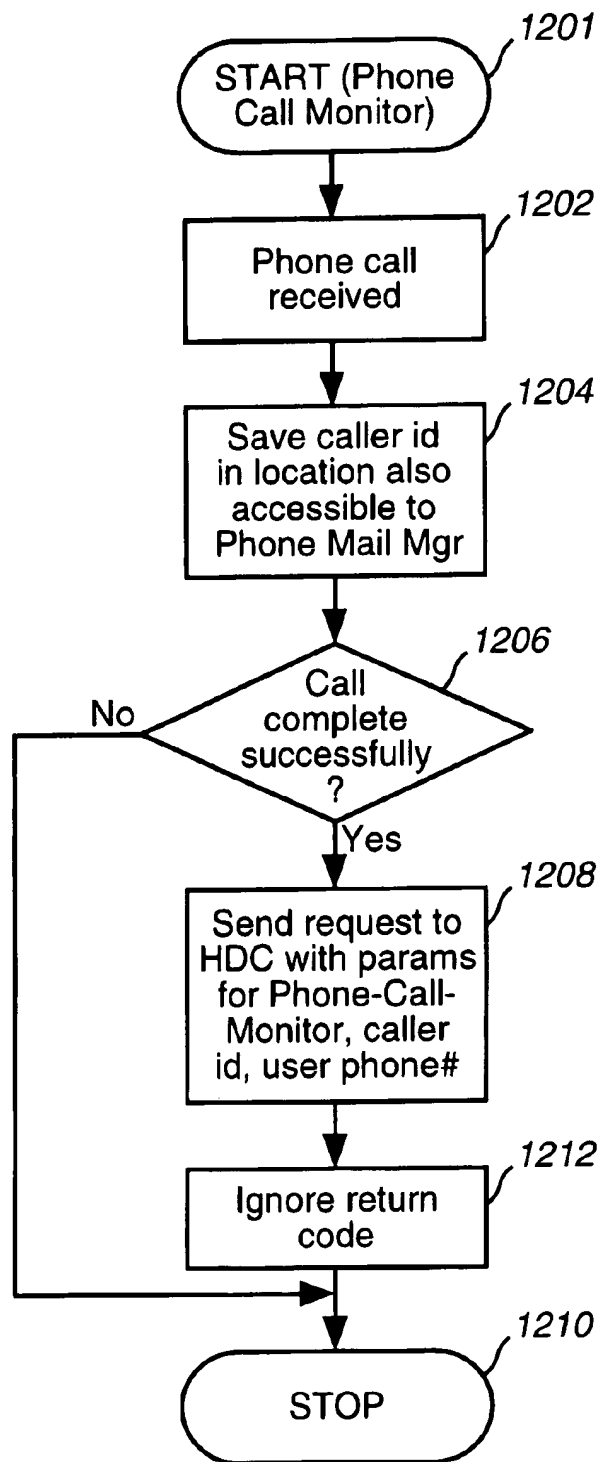 1201
START (Phone
Call Monitor)
1202
Phone call
received
1204
Save caller id
in location also
accessible to
Phone Mail Mgr
1206
Call
complete
successfully
?
No
Yes
1208
Send request to
HDC with params
for Phone-Call-
Monitor, caller
id, user phone#
1212
Ignore return
code
1210
STOP